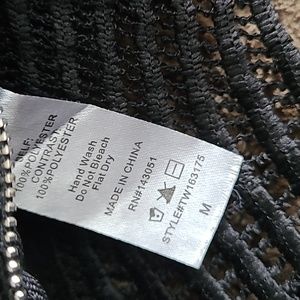 SELF:
100%POLYESTER
CONTRAST:
100%POLYESTER
Hand Wash
Do Not Bleach
Flat Dry
MADE IN CHINA
RN#143051
STYLE#TW163175
M